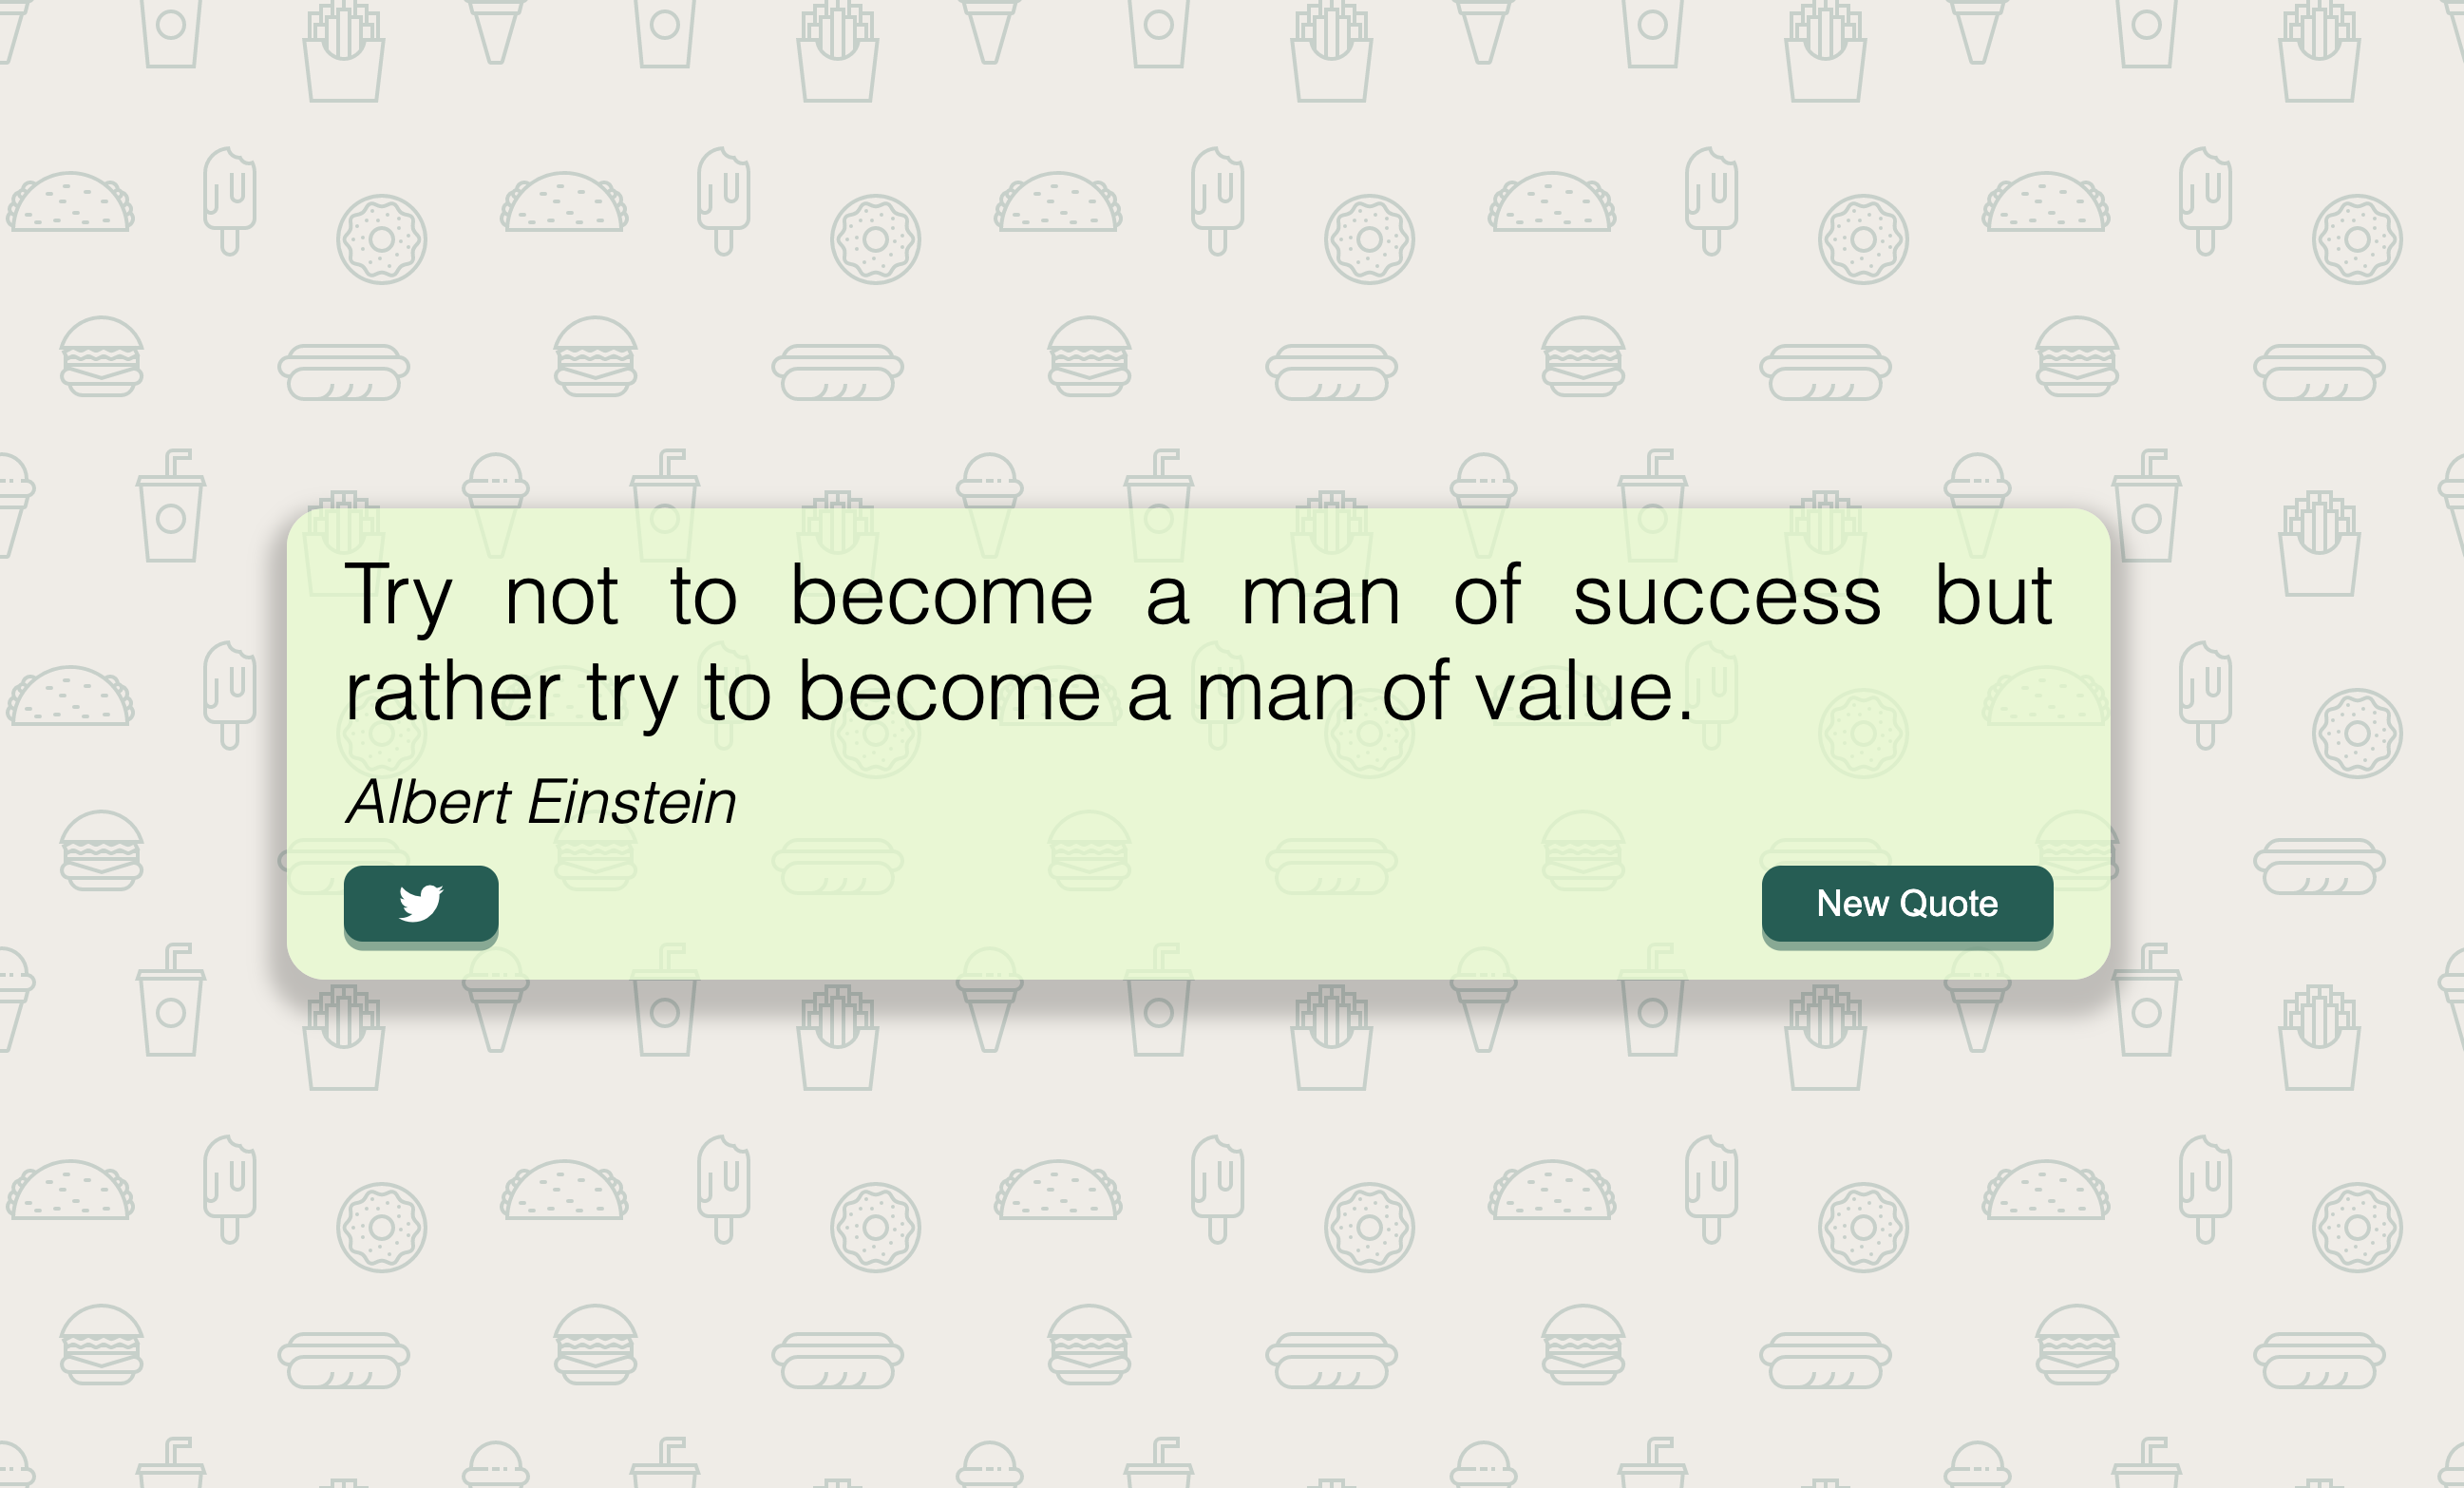 Try not to become a man of success but
rather try to become a man of value.
Albert Einstein
New Quote